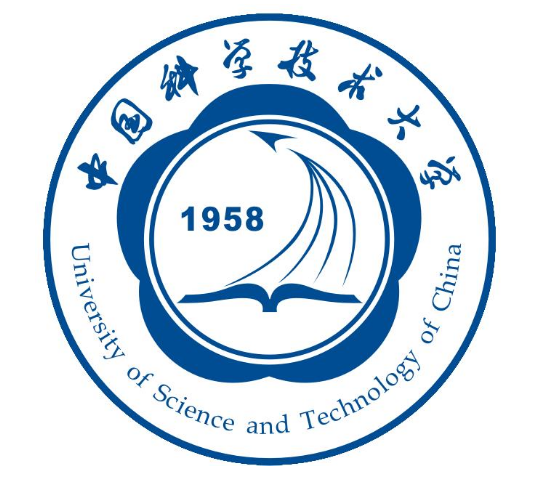 中国科学技术大学
1958
University of Science and Technology of China